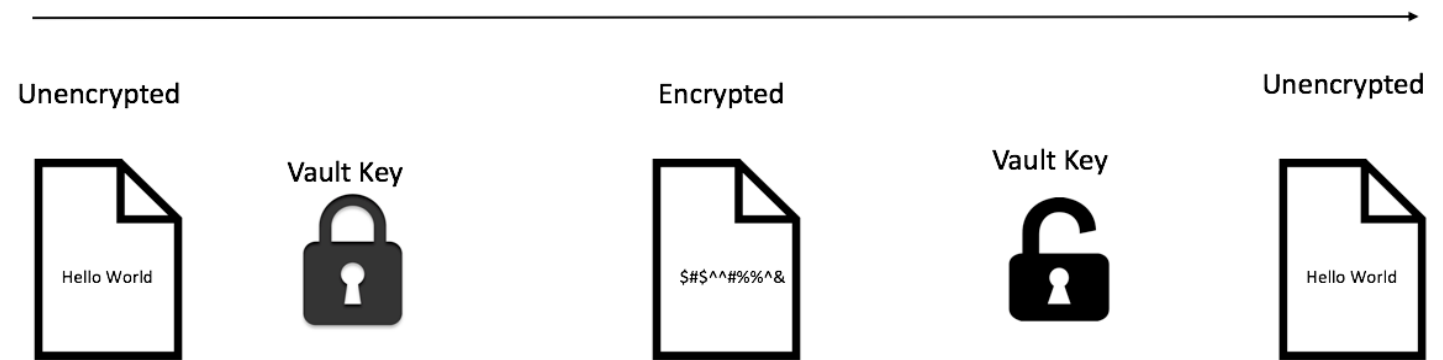 Unencrypted
Encrypted
Unencrypted
Vault Key
Vault Key
Hello World
$#$^^#%%^&
Hello World